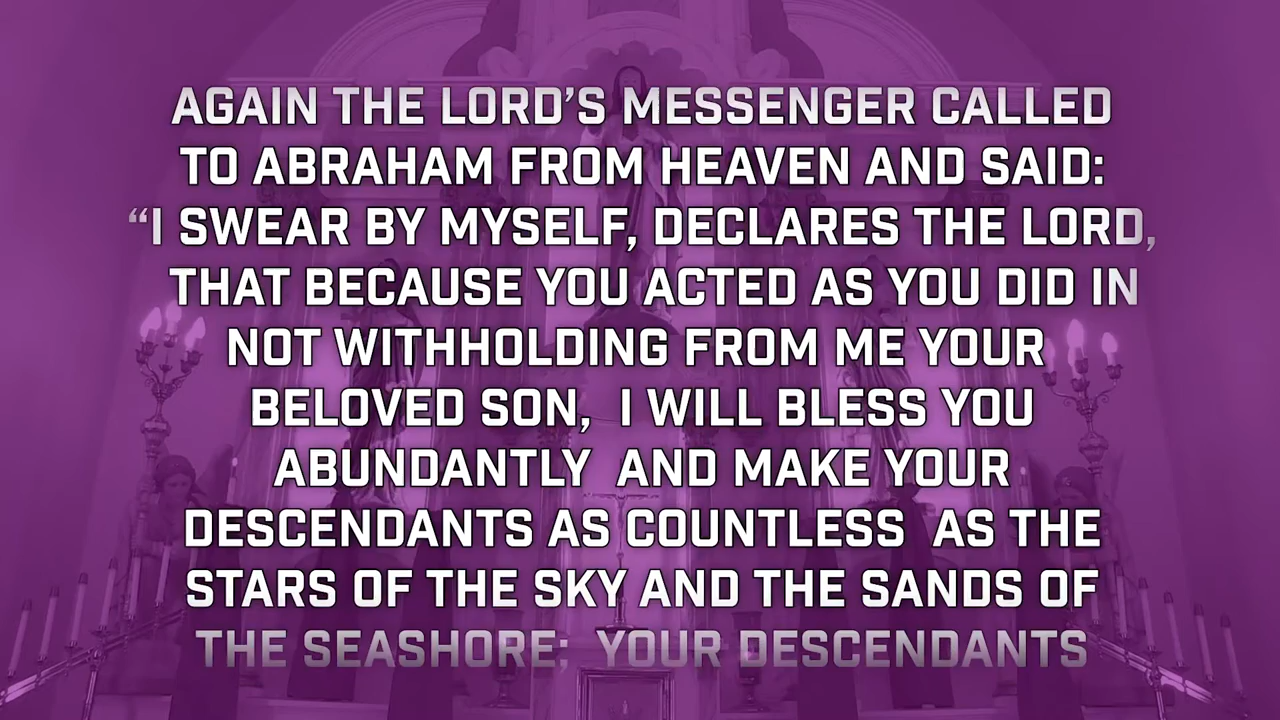 AGAIN THE LORD’S MESSENGER CALLED
TO ABRAHAM FROM HEAVEN AND SAID:
“I SWEAR BY MYSELF, DECLARES THE LORD,
THAT BECAUSE YOU ACTED AS YOU DID IN
NOT WITHHOLDING FROM ME YOUR
BELOVED SON,  I WILL BLESS YOU
ABUNDANTLY  AND MAKE YOUR
DESCENDANTS AS COUNTLESS  AS THE
STARS OF THE SKY AND THE SANDS OF
THE SEASHORE;  YOUR DESCENDANTS